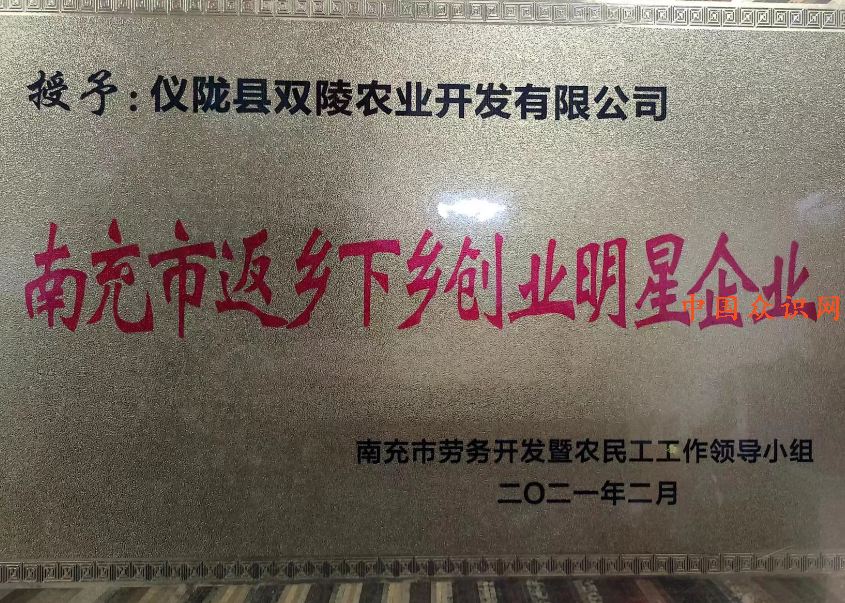 授予:仪陇县双陵农业开发有限公司
南充市返乡下乡创业明星企业
中国众识网
南充市劳务开发暨农民工工作领导小组
二〇二一年二月